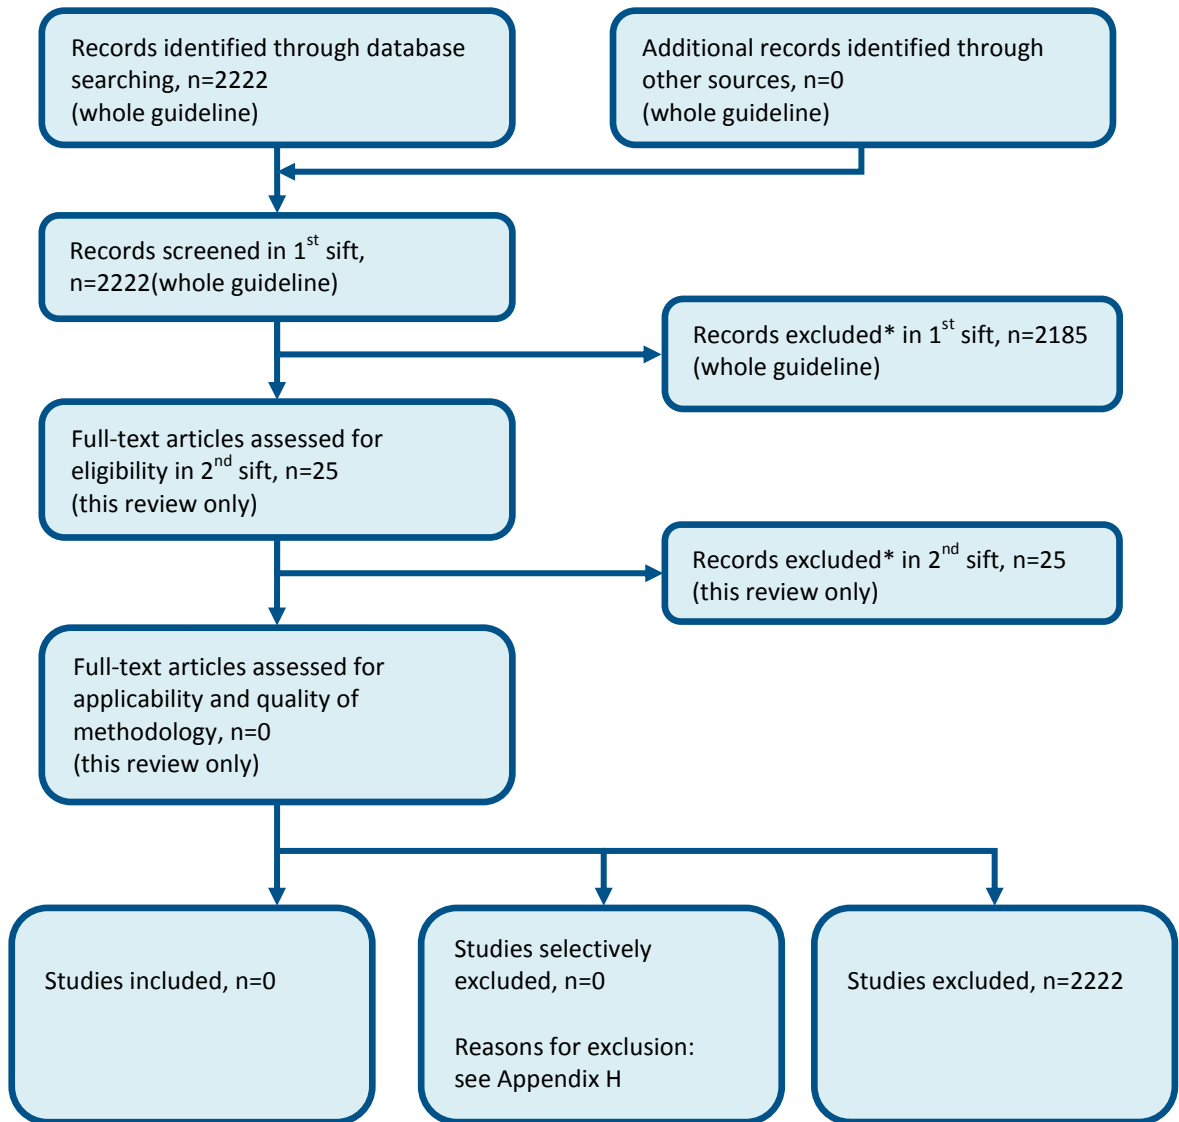 Records identified through database
searching, n=2222
(whole guideline)
Additional records identified through
other sources, n=0
(whole guideline)
Records screened in 1st sift,
n=2222(whole guideline)
Records excluded* in 1st sift, n=2185
(whole guideline)
Full-text articles assessed for
eligibility in 2nd sift, n=25
(this review only)
Records excluded* in 2nd sift, n=25
(this review only)
Full-text articles assessed for
applicability and quality of
methodology, n=0
(this review only)
Studies included, n=0
Studies selectively
excluded, n=0
Reasons for exclusion:
see Appendix H
Studies excluded, n=2222